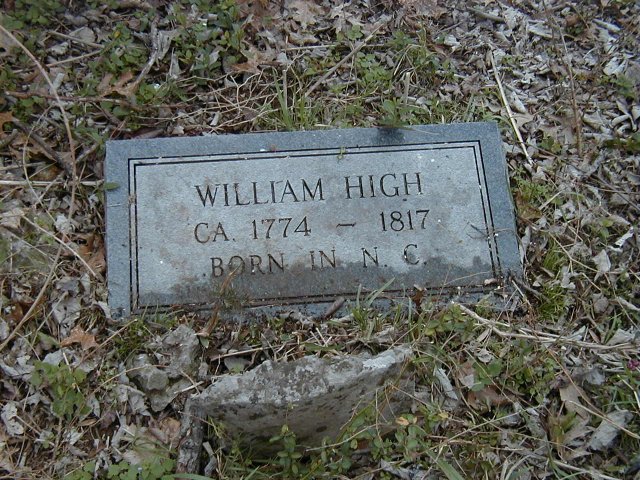 WILLIAM HIGH
CA. 1774 - 1817
BORN IN N. C.